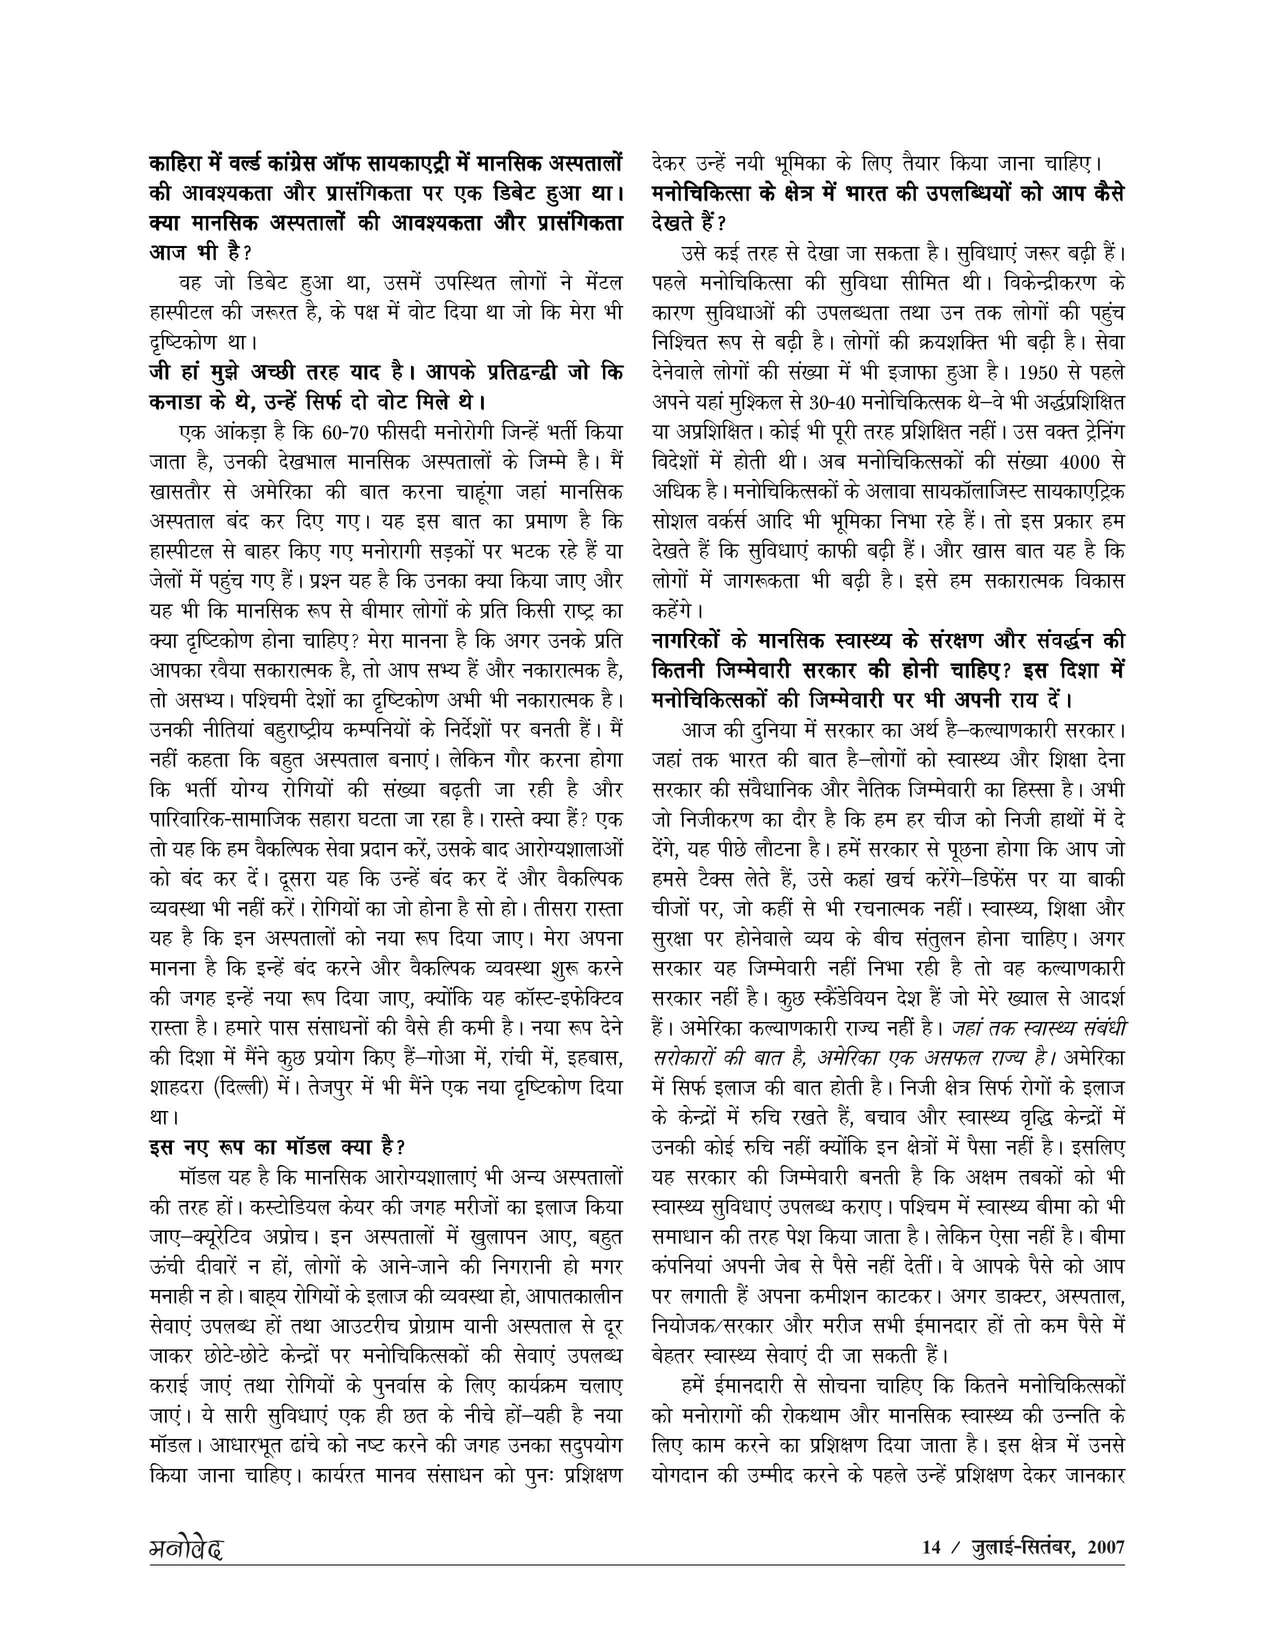 काहिरा में वर्ल्ड कांग्रेस ऑफ सायकाएट्री में मानसिक अस्पतालों
की आवश्यकता और प्रासंगिकता पर एक डिबेट हुआ था।
क्या मानसिक अस्पतालों की आवश्यकता और प्रासंगिकता
आज भी है?
वह जो डिबेट हुआ था, उसमें उपस्थित लोगों ने मेंटल
हास्पीटल की जरूरत है, के पक्ष में वोट दिया था जो कि मेरा भी
दृष्टिकोण था।
जी हां मुझे अच्छी तरह याद है। आपके प्रतिद्वन्द्वी जो कि
कनाडा के थे, उन्हें सिर्फ दो वोट मिले थे।
एक आंकड़ा है कि 60-70 फीसदी मनोरोगी जिन्हें भर्ती किया
जाता है, उनकी देखभाल मानसिक अस्पतालों के जिम्मे है। मैं
खासतौर से अमेरिका की बात करना चाहूंगा जहां मानसिक
अस्पताल बंद कर दिए गए। यह इस बात का प्रमाण है कि
हास्पीटल से बाहर किए गए मनोरागी सड़कों पर भटक रहे हैं या
जेलों में पहुंच गए हैं। प्रश्न यह है कि उनका क्या किया जाए और
यह भी कि मानसिक रूप से बीमार लोगों के प्रति किसी राष्ट्र का
क्या दृष्टिकोण होना चाहिए? मेरा मानना है कि अगर उनके प्रति
आपका रवैया सकारात्मक है, तो आप सभ्य हैं और नकारात्मक है,
तो असभ्य। पश्चिमी देशों का दृष्टिकोण अभी भी नकारात्मक है।
उनकी नीतियां बहुराष्ट्रीय कम्पनियों के निर्देशों पर बनती हैं। मैं
नहीं कहता कि बहुत अस्पताल बनाएं। लेकिन गौर करना होगा
कि भर्ती योग्य रोगियों की संख्या बढ़ती जा रही है और
पारिवारिक-सामाजिक सहारा घटता जा रहा है। रास्ते क्या हैं? एक
तो यह कि हम वैकल्पिक सेवा प्रदान करें, उसके बाद आरोग्यशालाओं
को बंद कर दें। दूसरा यह कि उन्हें बंद कर दें और वैकल्पिक
व्यवस्था भी नहीं करें। रोगियों का जो होना है सो हो। तीसरा रास्ता
यह है कि इन अस्पतालों को नया रूप दिया जाए। मेरा अपना
मानना है कि इन्हें बंद करने और वैकल्पिक व्यवस्था शुरू करने
की जगह इन्हें नया रूप दिया जाए, क्योंकि यह कॉस्ट-इफेक्टिव
रास्ता है। हमारे पास संसाधनों की वैसे ही कमी है। नया रूप देने
की दिशा में मैंने कुछ प्रयोग किए हैं–गोआ में, रांची में, इहबास,
शाहदरा (दिल्ली) में। तेजपुर में भी मैंने एक नया दृष्टिकोण दिया
था।
इस नए रूप का मॉडल क्या है?
मॉडल यह है कि मानसिक आरोग्यशालाएं भी अन्य अस्पतालों
की तरह हों। कस्टोडियल केयर की जगह मरीजों का इलाज किया
जाए–क्यूरेटिव अप्रोच। इन अस्पतालों में खुलापन आए, बहुत
ऊंची दीवारें न हों, लोगों के आने-जाने की निगरानी हो मगर
मनाही न हो। बाह्य रोगियों के इलाज की व्यवस्था हो, आपातकालीन
सेवाएं उपलब्ध हों तथा आउटरीच प्रोग्राम यानी अस्पताल से दूर
जाकर छोटे-छोटे केन्द्रों पर मनोचिकित्सकों की सेवाएं उपलब्ध
कराई जाएं तथा रोगियों के पुनर्वास के लिए कार्यक्रम चलाए
जाएं। ये सारी सुविधाएं एक ही छत के नीचे हों–यही है नया
मॉडल। आधारभूत ढांचे को नष्ट करने की जगह उनका सदुपयोग
किया जाना चाहिए। कार्यरत मानव संसाधन को पुनः प्रशिक्षण
देकर उन्हें नयी भूमिका के लिए तैयार किया जाना चाहिए।
मनोचिकित्सा के क्षेत्र में भारत की उपलब्धियों को आप कैसे
देखते हैं?
उसे कई तरह से देखा जा सकता है। सुविधाएं जरूर बढ़ी हैं।
पहले मनोचिकित्सा की सुविधा सीमित थी। विकेन्द्रीकरण के
कारण सुविधाओं की उपलब्धता तथा उन तक लोगों की पहुंच
निश्चित रूप से बढ़ी है। लोगों की क्रयशक्ति भी बढ़ी है। सेवा
देनेवाले लोगों की संख्या में भी इजाफा हुआ है। 1950 से पहले
अपने यहां मुश्किल से 30-40 मनोचिकित्सक थे–वे भी अर्द्धप्रशिक्षित
या अप्रशिक्षित। कोई भी पूरी तरह प्रशिक्षित नहीं। उस वक्त ट्रेनिंग
विदेशों में होती थी। अब मनोचिकित्सकों की संख्या 4000 से
अधिक है। मनोचिकित्सकों के अलावा सायकॉलाजिस्ट सायकाएट्रिक
सोशल वर्कर्स आदि भी भूमिका निभा रहे हैं। तो इस प्रकार हम
देखते हैं कि सुविधाएं काफी बढ़ी हैं। और खास बात यह है कि
लोगों में जागरूकता भी बढ़ी है। इसे हम सकारात्मक विकास
कहेंगे।
नागरिकों के मानसिक स्वास्थ्य के संरक्षण और संवर्द्धन की
कितनी जिम्मेवारी सरकार की होनी चाहिए? इस दिशा में
मनोचिकित्सकों की जिम्मेवारी पर भी अपनी राय दें।
आज की दुनिया में सरकार का अर्थ है–कल्याणकारी सरकार।
जहां तक भारत की बात है–लोगों को स्वास्थ्य और शिक्षा देना
सरकार की संवैधानिक और नैतिक जिम्मेवारी का हिस्सा है। अभी
जो निजीकरण का दौर है कि हम हर चीज को निजी हाथों में दे
देंगे, यह पीछे लौटना है। हमें सरकार से पूछना होगा कि आप जो
हमसे टैक्स लेते हैं, उसे कहां खर्च करेंगे–डिफेंस पर या बाकी
चीजों पर, जो कहीं से भी रचनात्मक नहीं। स्वास्थ्य, शिक्षा और
सुरक्षा पर होनेवाले व्यय के बीच संतुलन होना चाहिए। अगर
सरकार यह जिम्मेवारी नहीं निभा रही है तो वह कल्याणकारी
सरकार नहीं है। कुछ स्कैंडेवियन देश हैं जो मेरे ख्याल से आदर्श
हैं। अमेरिका कल्याणकारी राज्य नहीं है। जहां तक स्वास्थ्य संबंधी
सरोकारों की बात है, अमेरिका एक असफल राज्य है। अमेरिका
में सिर्फ इलाज की बात होती है। निजी क्षेत्र सिर्फ रोगों के इलाज
के केन्द्रों में रुचि रखते हैं, बचाव और स्वास्थ्य वृद्धि केन्द्रों में
उनकी कोई रुचि नहीं क्योंकि इन क्षेत्रों में पैसा नहीं है। इसलिए
यह सरकार की जिम्मेवारी बनती है कि अक्षम तबकों को भी
स्वास्थ्य सुविधाएं उपलब्ध कराए। पश्चिम में स्वास्थ्य बीमा को भी
समाधान की तरह पेश किया जाता है। लेकिन ऐसा नहीं है। बीमा
कंपनियां अपनी जेब से पैसे नहीं देतीं। वे आपके पैसे को आप
पर लगाती हैं अपना कमीशन काटकर। अगर डाक्टर, अस्पताल,
नियोजक/सरकार और मरीज सभी ईमानदार हों तो कम पैसे में
बेहतर स्वास्थ्य सेवाएं दी जा सकती हैं।
हमें ईमानदारी से सोचना चाहिए कि कितने मनोचिकित्सकों
को मनोरागों की रोकथाम और मानसिक स्वास्थ्य की उन्नति के
लिए काम करने का प्रशिक्षण दिया जाता है। इस क्षेत्र में उनसे
योगदान की उम्मीद करने के पहले उन्हें प्रशिक्षण देकर जानकार
मनोवेद
14 / जुलाई-सितंबर, 2007